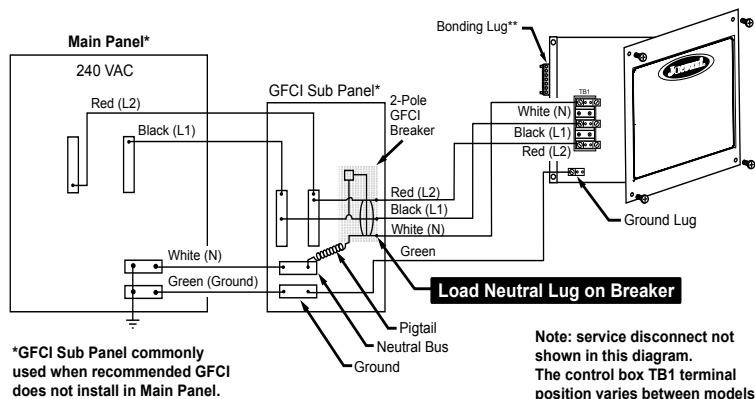 Main Panel*
240 VAC
Red (L2)
Black (L1)
White (N)
Green (Ground)
GFCI Sub Panel*
2-Pole
GFCI
Breaker
Red (L2)
Black (L1)
White (N)
Green
Load Neutral Lug on Breaker
Pigtail
Neutral Bus
Ground
Bonding Lug**
Jacuzzi
TB1
White (N)
Black (L1)
Red (L2)
Ground Lug
*GFCI Sub Panel commonly
used when recommended GFCI
does not install in Main Panel.
Note: service disconnect not
shown in this diagram.
The control box TB1 terminal
position varies between models